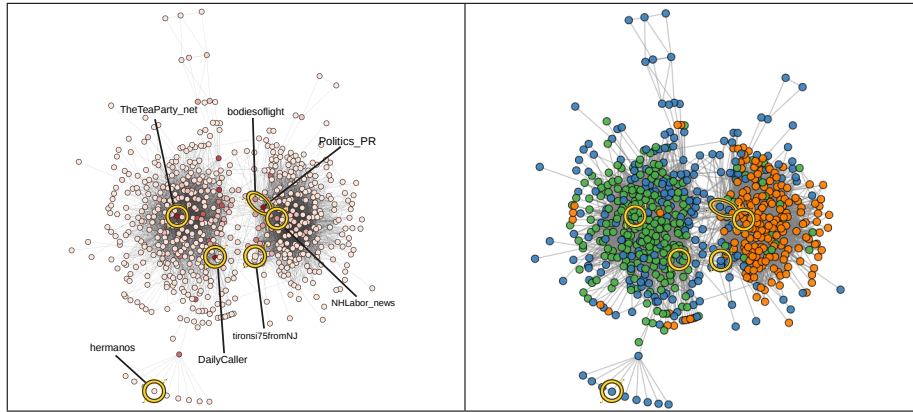 TheTeaParty_net
bodiesoflight
Politics_PR
NHLabor_news
tironsi75fromNJ
DailyCaller
hermanos